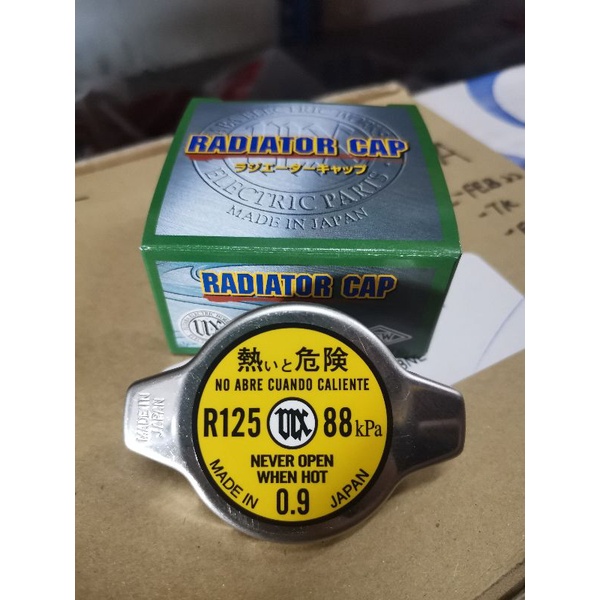 RADIATOR CAP
ラジエーターキャップ
ELECTRIC PARTS
MADE IN JAPAN
RADIATOR CAP
熱いと危険
NO ABRE CUANDO CALIENTE
R125
88kPa
NEVER OPEN
WHEN HOT
MADE IN
0.9
JAPAN
MADE IN
JAPAN